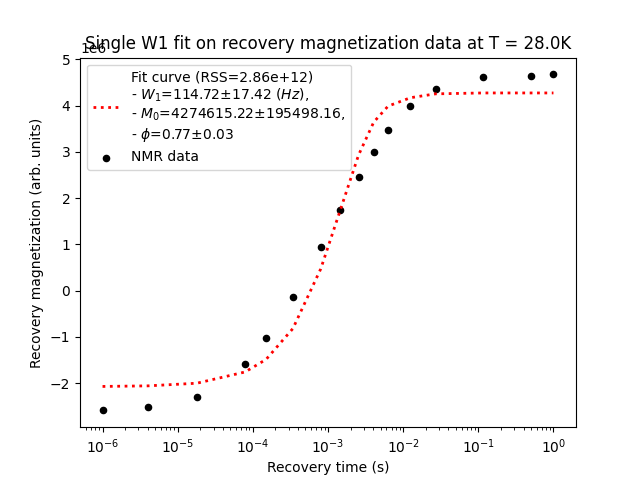 Single W1 fit on recovery magnetization data at T = 28.0K
1e6
Fit curve (RSS=2.86e+12)
- W₁=114.72±17.42 (Hz),
- M₀=4274615.22±195498.16,
- ϕ=0.77±0.03
NMR data
5
4
3
2
1
0
−1
−2
Recovery magnetization (arb. units)
10⁻⁶ 10⁻⁵ 10⁻⁴ 10⁻³ 10⁻² 10⁻¹ 10⁰
Recovery time (s)